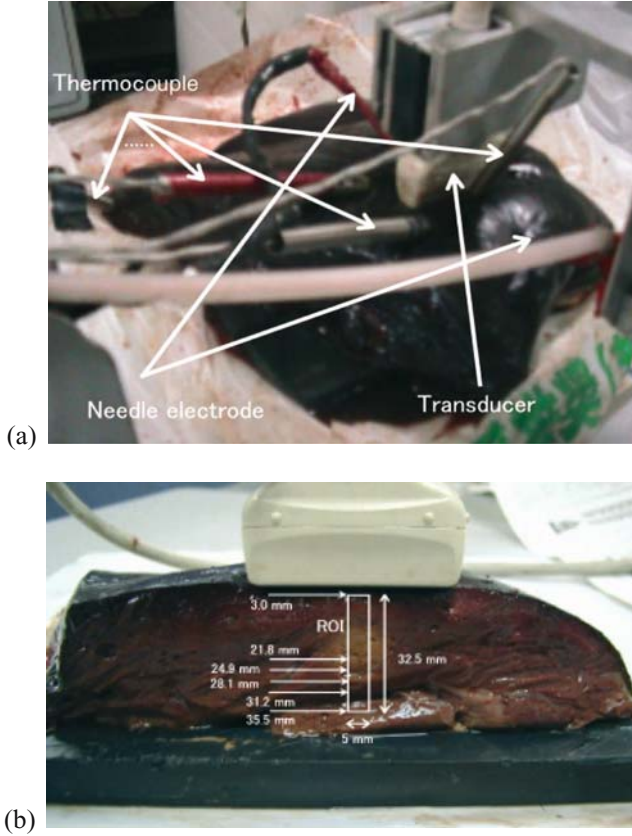 Thermocouple
......
Needle electrode
Transducer
(a)
3.0 mm
ROI
21.8 mm
24.9 mm
28.1 mm
32.5 mm
31.2 mm
35.5 mm
5 mm
(b)